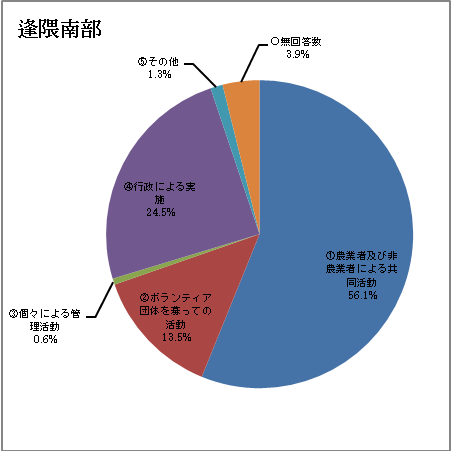 逢隈南部
〇無回答数
3.9%
⑤その他
1.3%
④行政による実
施
24.5%
①農業者及び非
農業者による共
同活動
56.1%
②ボランティア
団体を募っての
活動
13.5%
③個々による管
理活動
0.6%